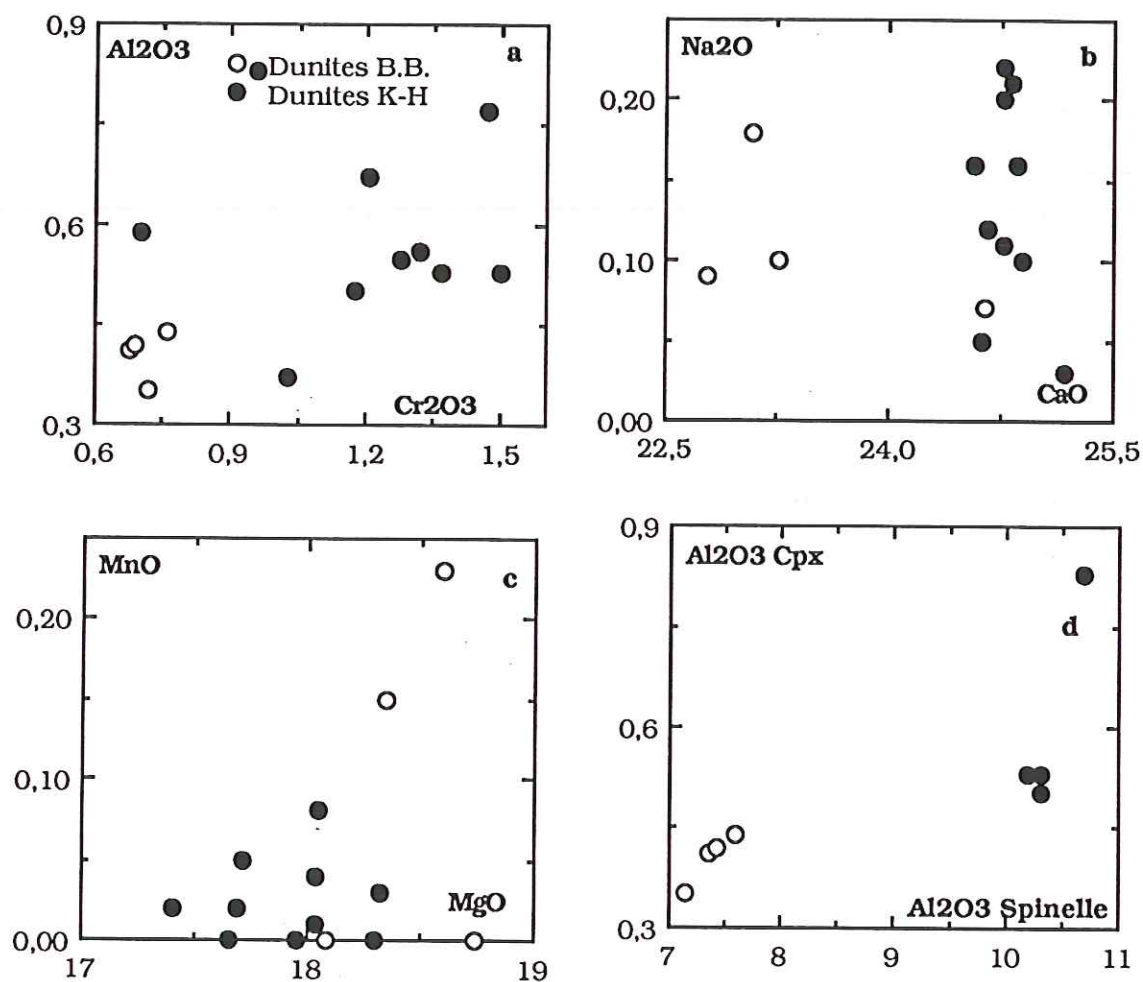 0,9
Al2O3
a
Dunites B.B.
Dunites K-H
0,6
Cr2O3
0,3
0,6 0,9 1,2 1,5
Na2O
b
0,20
0,10
CaO
0,00
22,5 24,0 25,5
MnO
c
0,20
0,10
MgO
0,00
17 18 19
0,9
Al2O3 Cpx
d
0,6
Al2O3 Spinelle
0,3
7 8 9 10 11